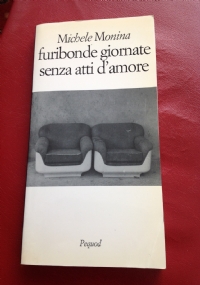 Michele Monina
furibonde giornate
senza atti d'amore
Pequod